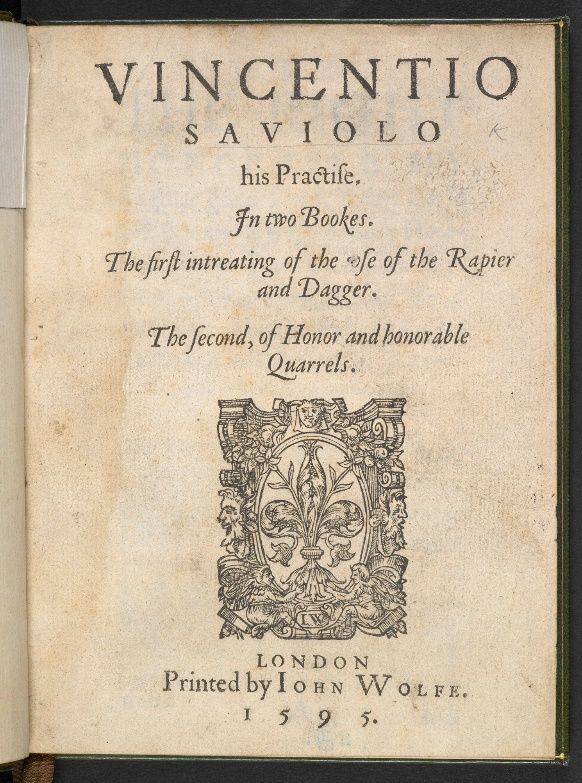 VINCENTIO
SAVIOLO
K
his Practiſe.
In two Bookes.
The firſt intreating of the vſe of the Rapier
and Dagger.
The ſecond, of Honor and honorable
Quarrels.
IW
LONDON
Printed by IOHN WOLFE.
1595.